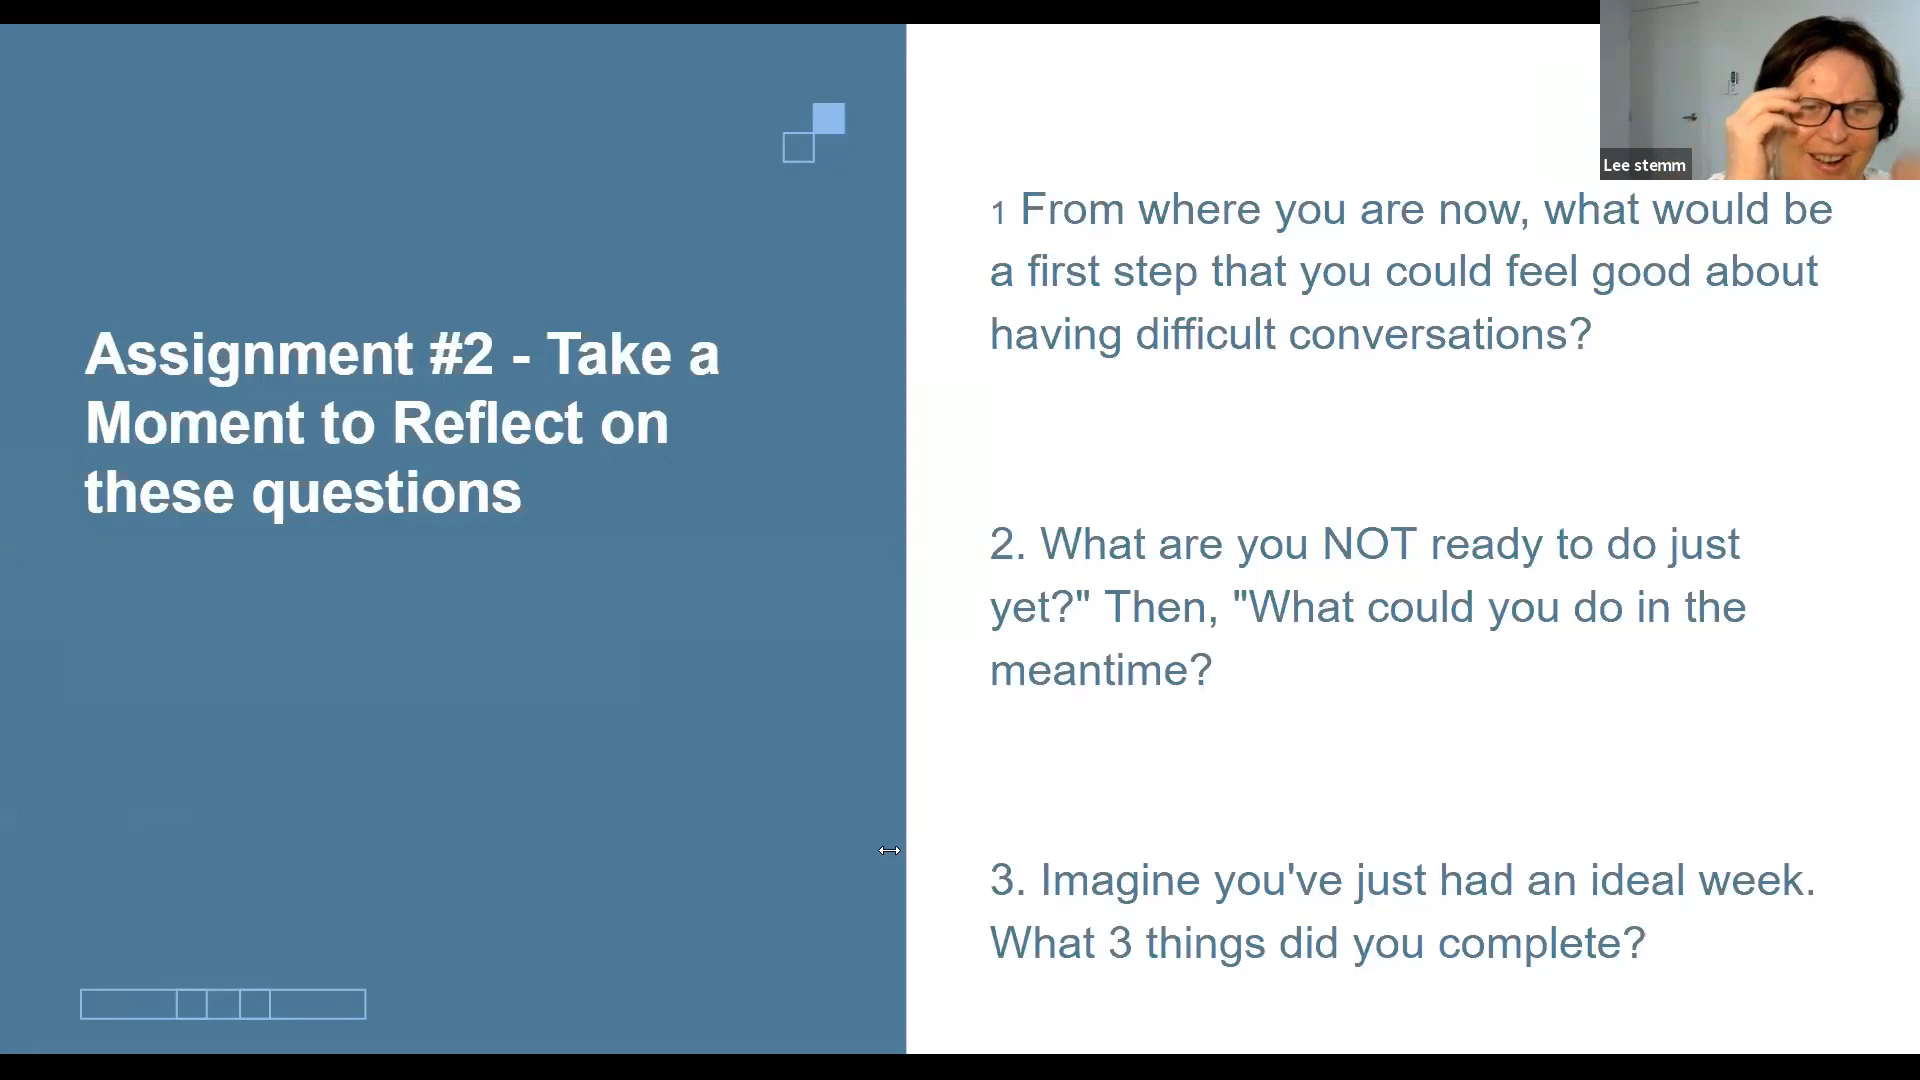 Lee stemm
Assignment #2 - Take a
Moment to Reflect on
these questions
1 From where you are now, what would be
a first step that you could feel good about
having difficult conversations?
2. What are you NOT ready to do just
yet?" Then, "What could you do in the
meantime?
3. Imagine you've just had an ideal week.
What 3 things did you complete?